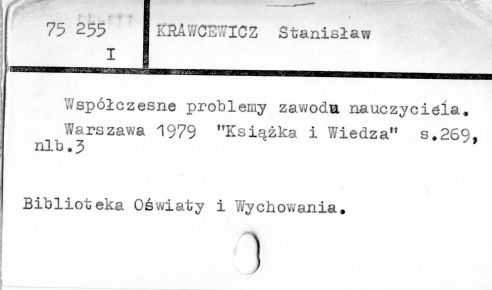 75 255
I
KRAWCEWICZ Stanisław
Współczesne problemy zawodu nauczyciela.
Warszawa 1979 "Książka i Wiedza" s.269,
nlb.3
Biblioteka Oświaty i Wychowania.